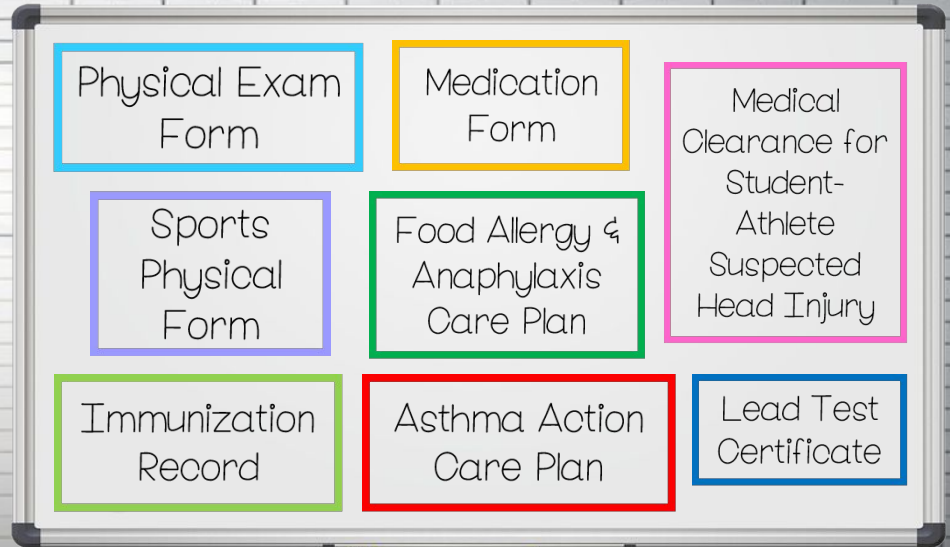 Physical Exam
Form
Medication
Form
Medical
Clearance for
Student-
Athlete
Suspected
Head Injury
Sports
Physical
Form
Food Allergy &
Anaphylaxis
Care Plan
Immunization
Record
Asthma Action
Care Plan
Lead Test
Certificate